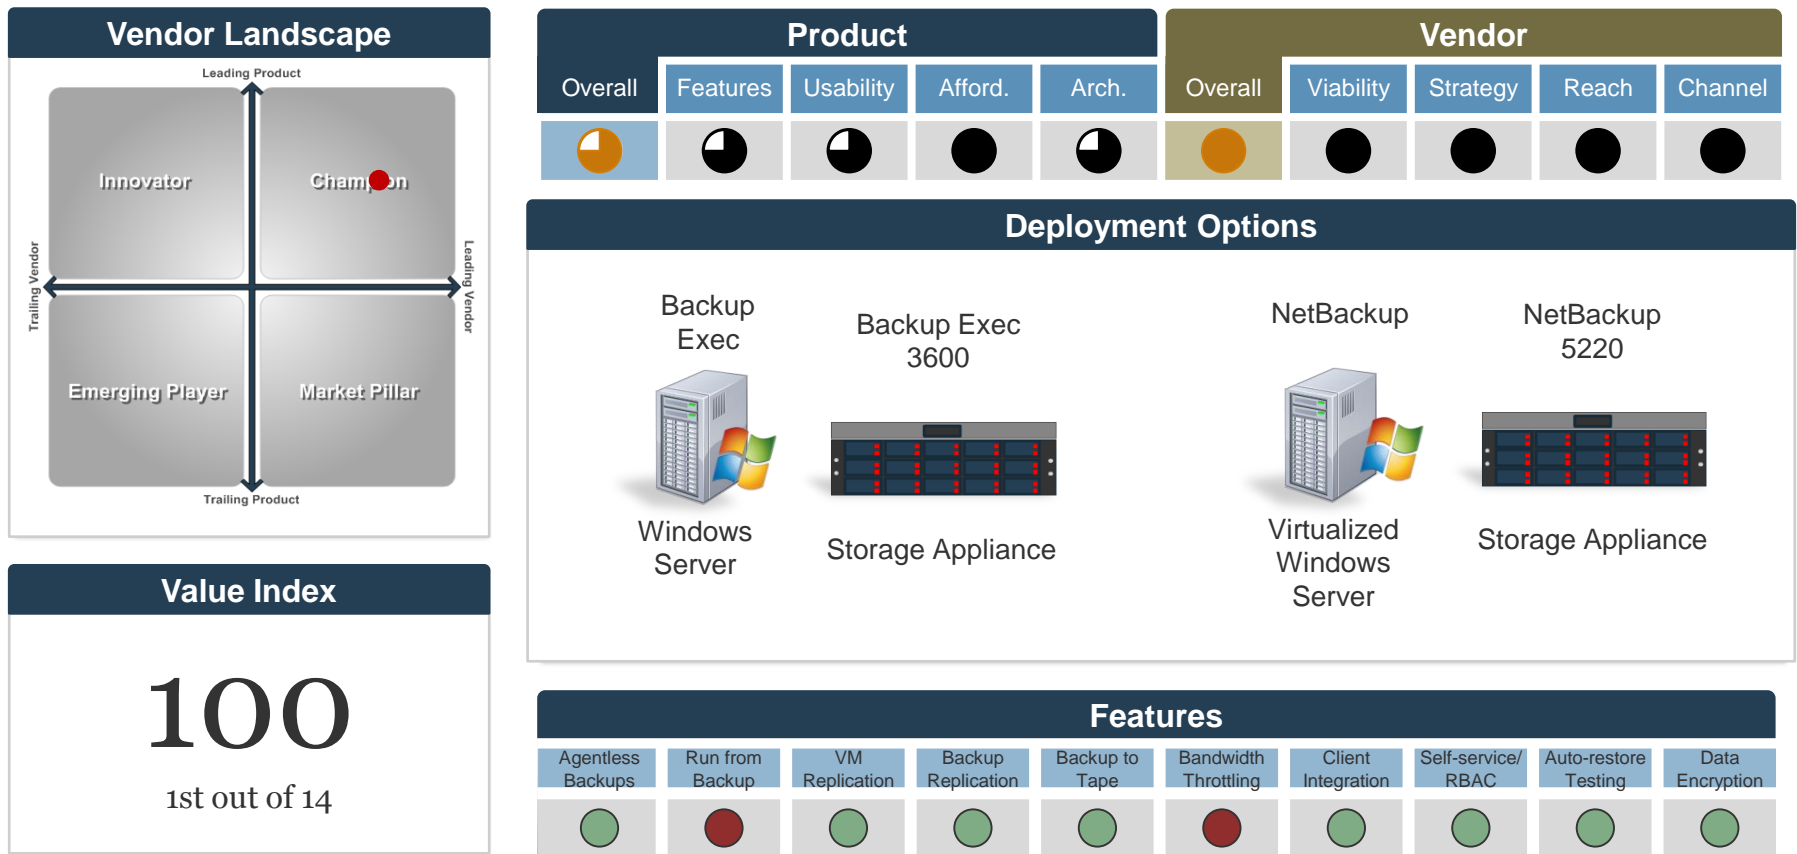 Vendor Landscape
Leading Product
Innovator
Champion
Trailing Vendor
Leading Vendor
Emerging Player
Market Pillar
Trailing Product
Value Index
100
1st out of 14
Product
Vendor
Overall
Features
Usability
Afford.
Arch.
Overall
Viability
Strategy
Reach
Channel
Deployment Options
Backup
Exec
Windows
Server
Backup Exec
3600
Storage Appliance
NetBackup
Virtualized
Windows
Server
NetBackup
5220
Storage Appliance
Features
Agentless
Backups
Run from
Backup
VM
Replication
Backup
Replication
Backup to
Tape
Bandwidth
Throttling
Client
Integration
Self-service/
RBAC
Auto-restore
Testing
Data
Encryption